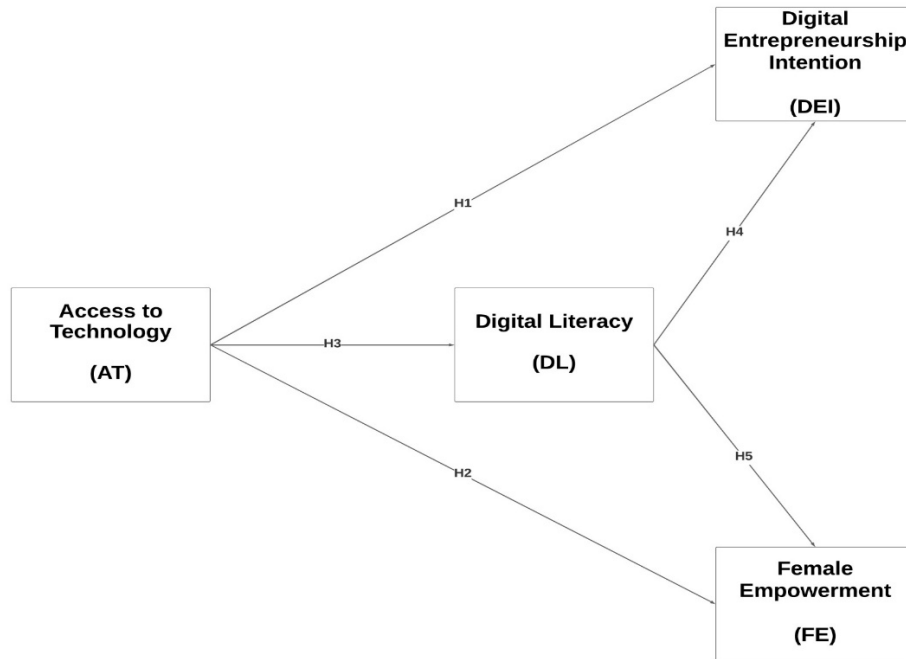 Digital
Entrepreneurship
Intention
(DEI)
H1
H4
Access to
Technology
(AT)
H3
Digital Literacy
(DL)
H2
H5
Female
Empowerment
(FE)